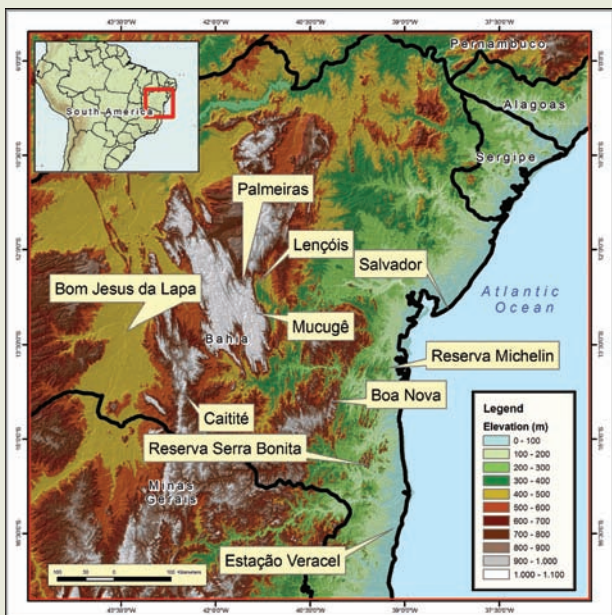 South America
Pernambuco
Alagoas
Sergipe
Palmeiras
Lençóis
Salvador
Bom Jesus da Lapa
Atlantic
Ocean
Mucugê
Bahia
Reserva Michelin
Boa Nova
Caitité
Reserva Serra Bonita
Minas
Gerais
Estação Veracel
Legend
Elevation (m)
0 - 100
100 - 200
200 - 300
300 - 400
400 - 500
500 - 600
600 - 700
700 - 800
800 - 900
900 - 1.000
1.000 - 1.100